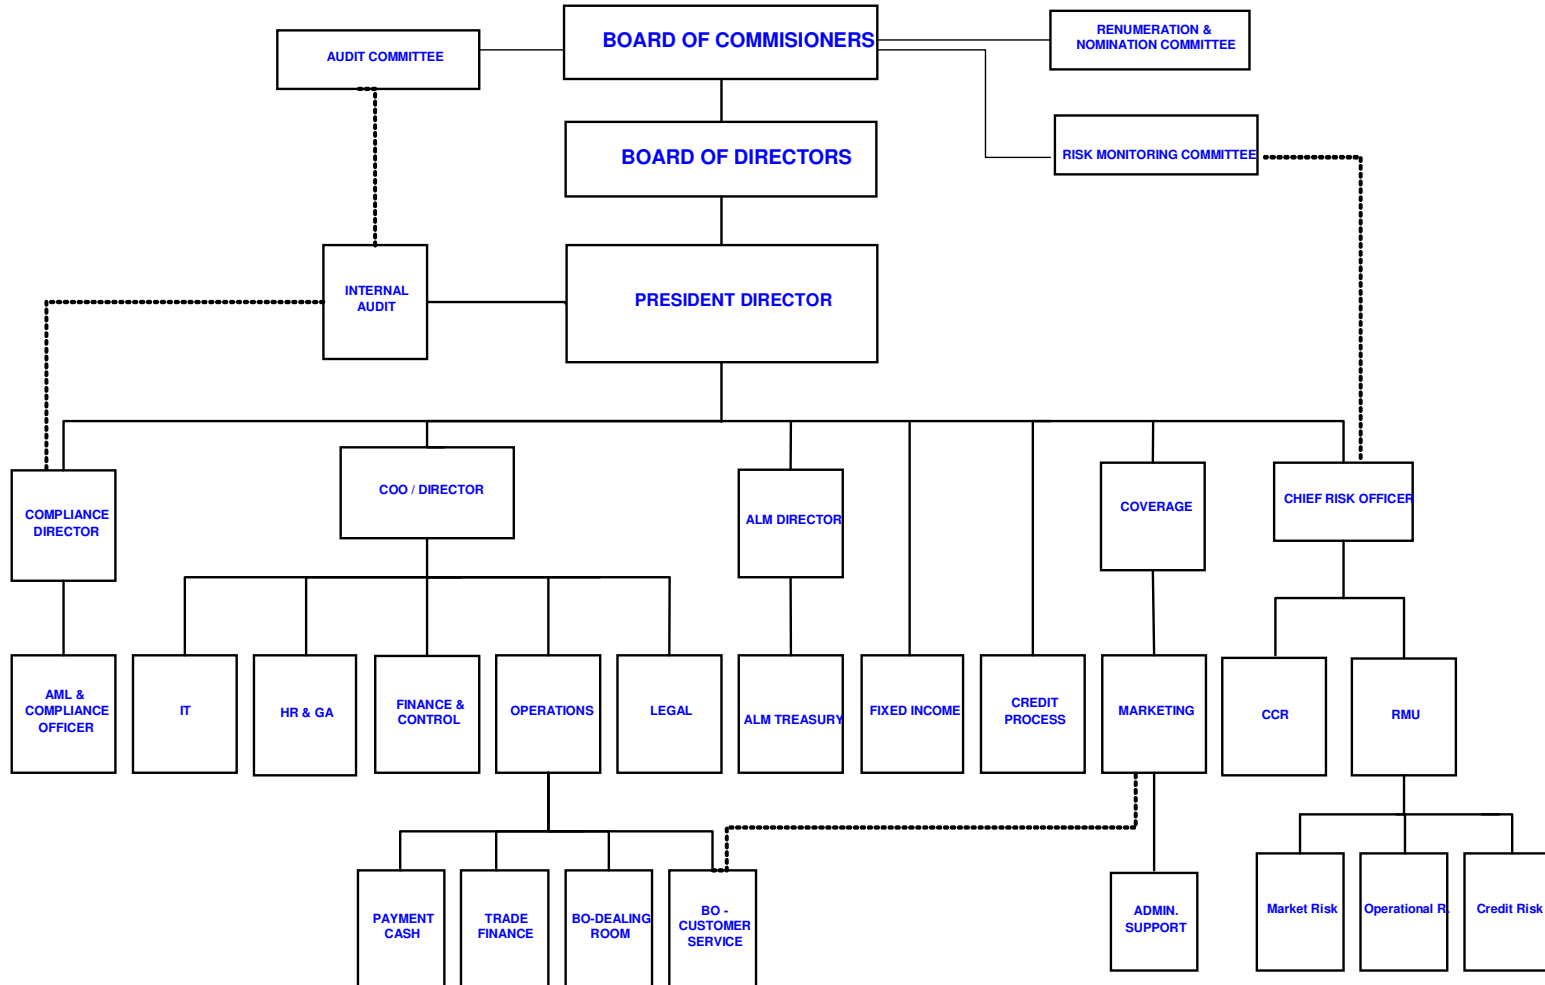 BOARD OF COMMISIONERS
AUDIT COMMITTEE
RENUMERATION &
NOMINATION COMMITTEE
BOARD OF DIRECTORS
RISK MONITORING COMMITTEE
INTERNAL
AUDIT
PRESIDENT DIRECTOR
COMPLIANCE
DIRECTOR
COO / DIRECTOR
ALM DIRECTOR
COVERAGE
CHIEF RISK OFFICER
AML &
COMPLIANCE
OFFICER
IT
HR & GA
FINANCE &
CONTROL
OPERATIONS
LEGAL
ALM TREASURY
FIXED INCOME
CREDIT
PROCESS
MARKETING
CCR
RMU
PAYMENT
CASH
TRADE
FINANCE
BO-DEALING
ROOM
BO -
CUSTOMER
SERVICE
ADMIN.
SUPPORT
Market Risk
Operational R.
Credit Risk